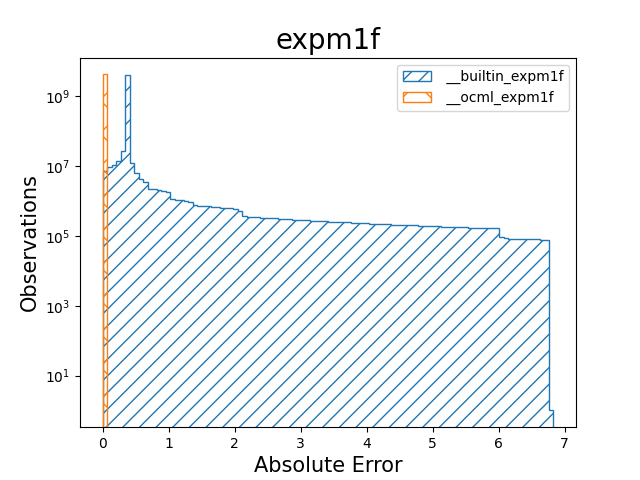 expm1f
__builtin_expm1f
__ocml_expm1f
Observations
10⁹
10⁷
10⁵
10³
10¹
0 1 2 3 4 5 6 7
Absolute Error